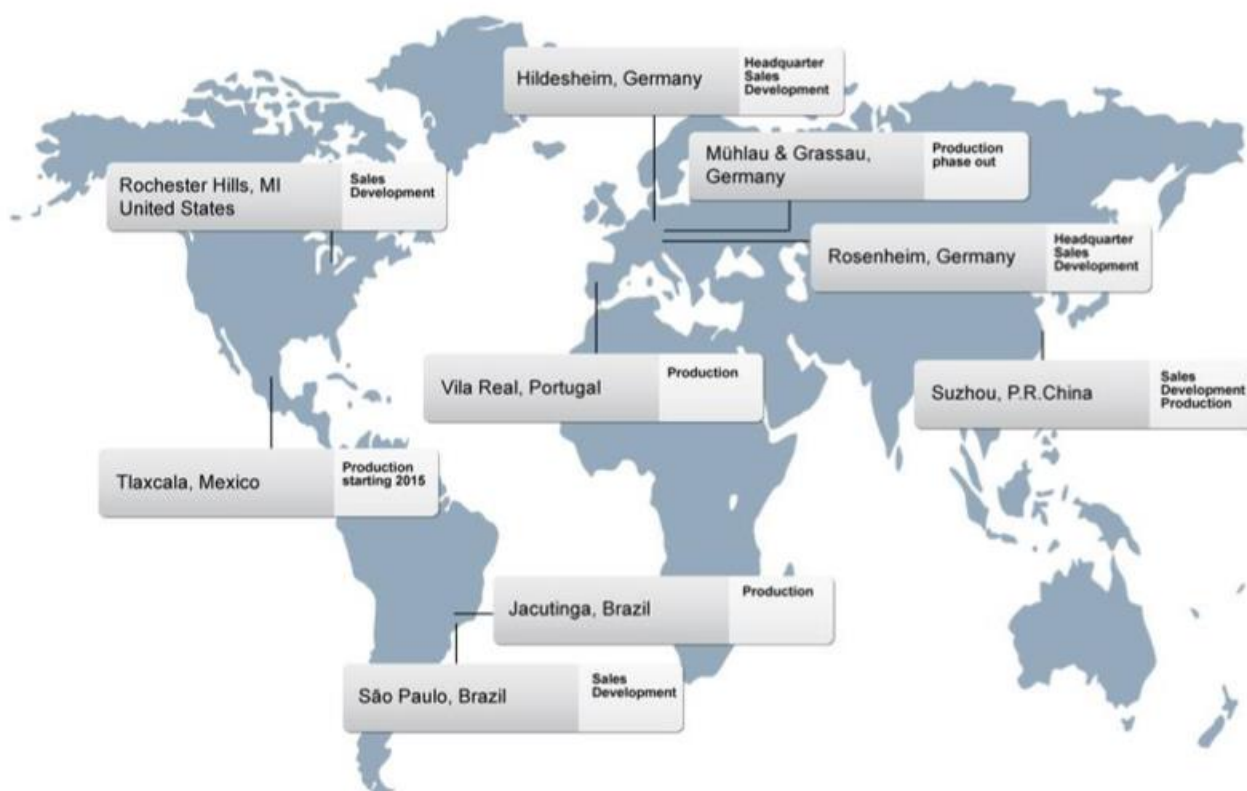 Hildesheim, Germany
Headquarter
Sales
Development
Mühlau & Grassau,
Germany
Production
phase out
Rochester Hills, MI
United States
Sales
Development
Rosenheim, Germany
Headquarter
Sales
Development
Vila Real, Portugal
Production
Suzhou, P.R.China
Sales
Development
Production
Tlaxcala, Mexico
Production
starting 2015
Jacutinga, Brazil
Production
São Paulo, Brazil
Sales
Development